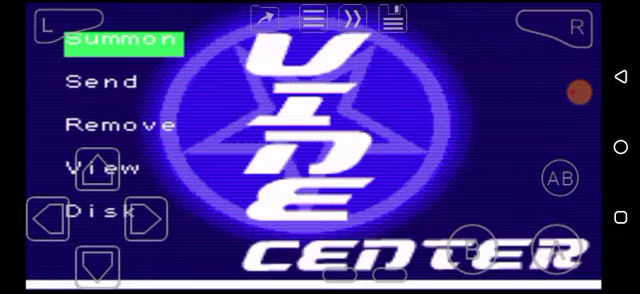 L
R
Summon
Send
Remove
View
Disk
VINE
CENTER
AB
B
A